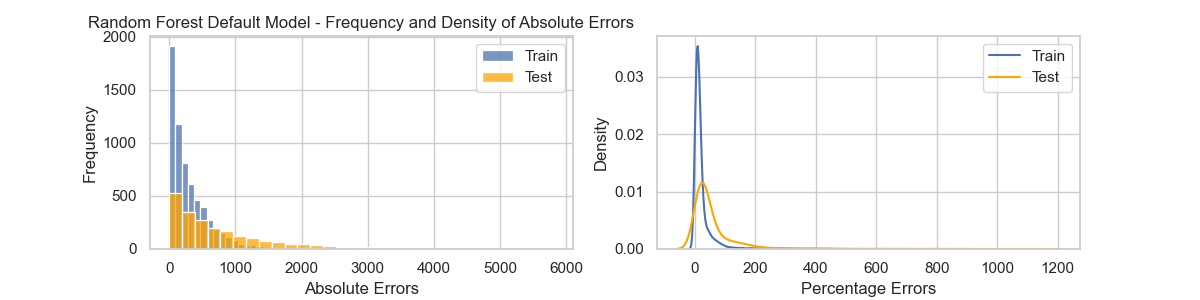 Random Forest Default Model - Frequency and Density of Absolute Errors
2000
1500
1000
500
0
Frequency
0 1000 2000 3000 4000 5000 6000
Absolute Errors
Train
Test
0.03
0.02
0.01
0.00
Density
0 200 400 600 800 1000 1200
Percentage Errors
Train
Test